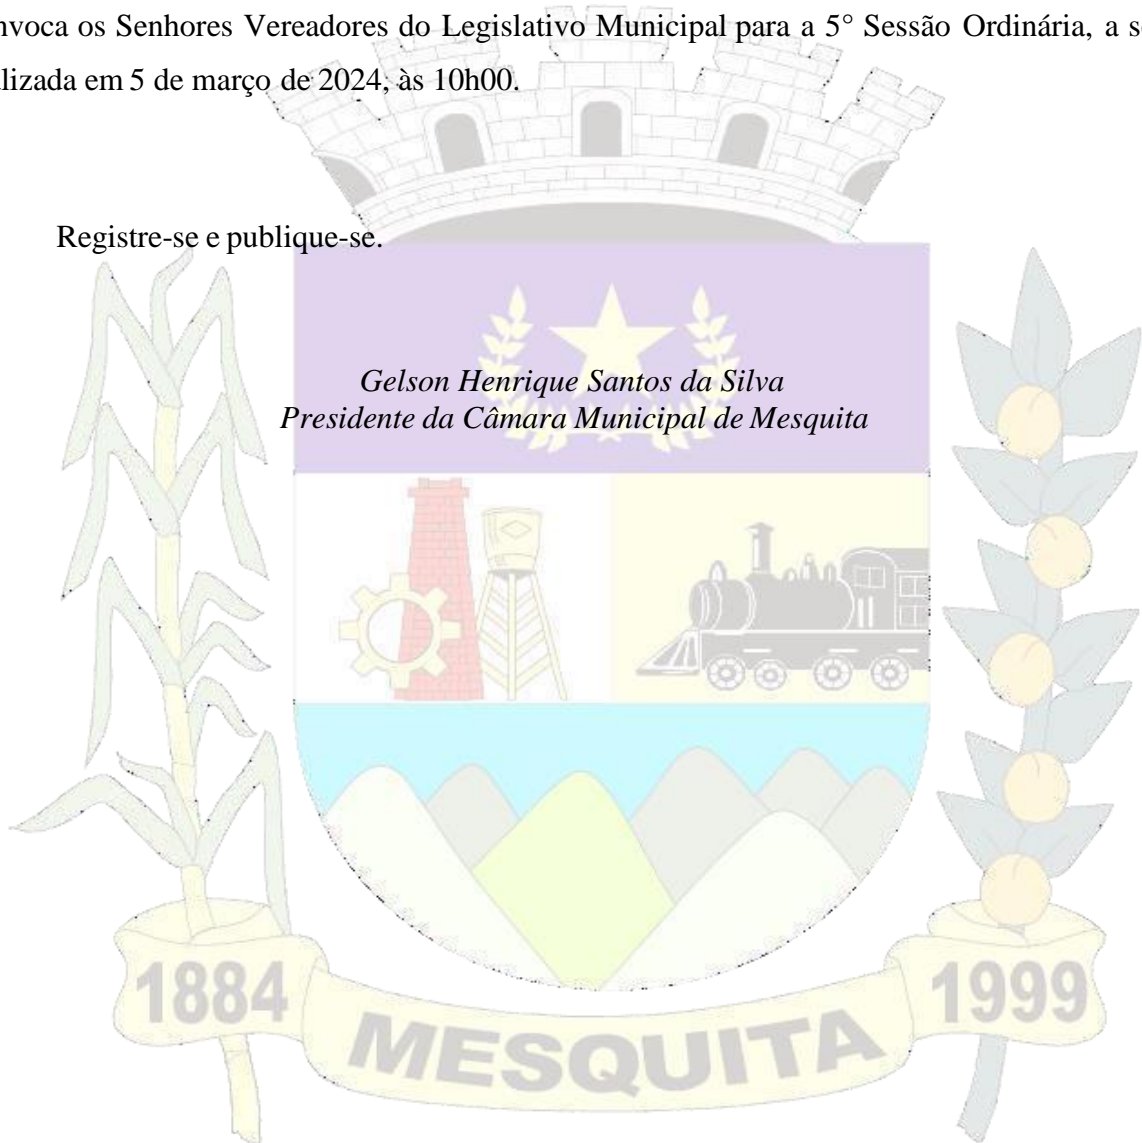 nvoca os Senhores Vereadores do Legislativo Municipal para a 5° Sessão Ordinária, a s
lizada em 5 de março de 2024, às 10h00.
Registre-se e publique-se.
Gelson Henrique Santos da Silva
Presidente da Câmara Municipal de Mesquita
1884
MESQUITA
1999